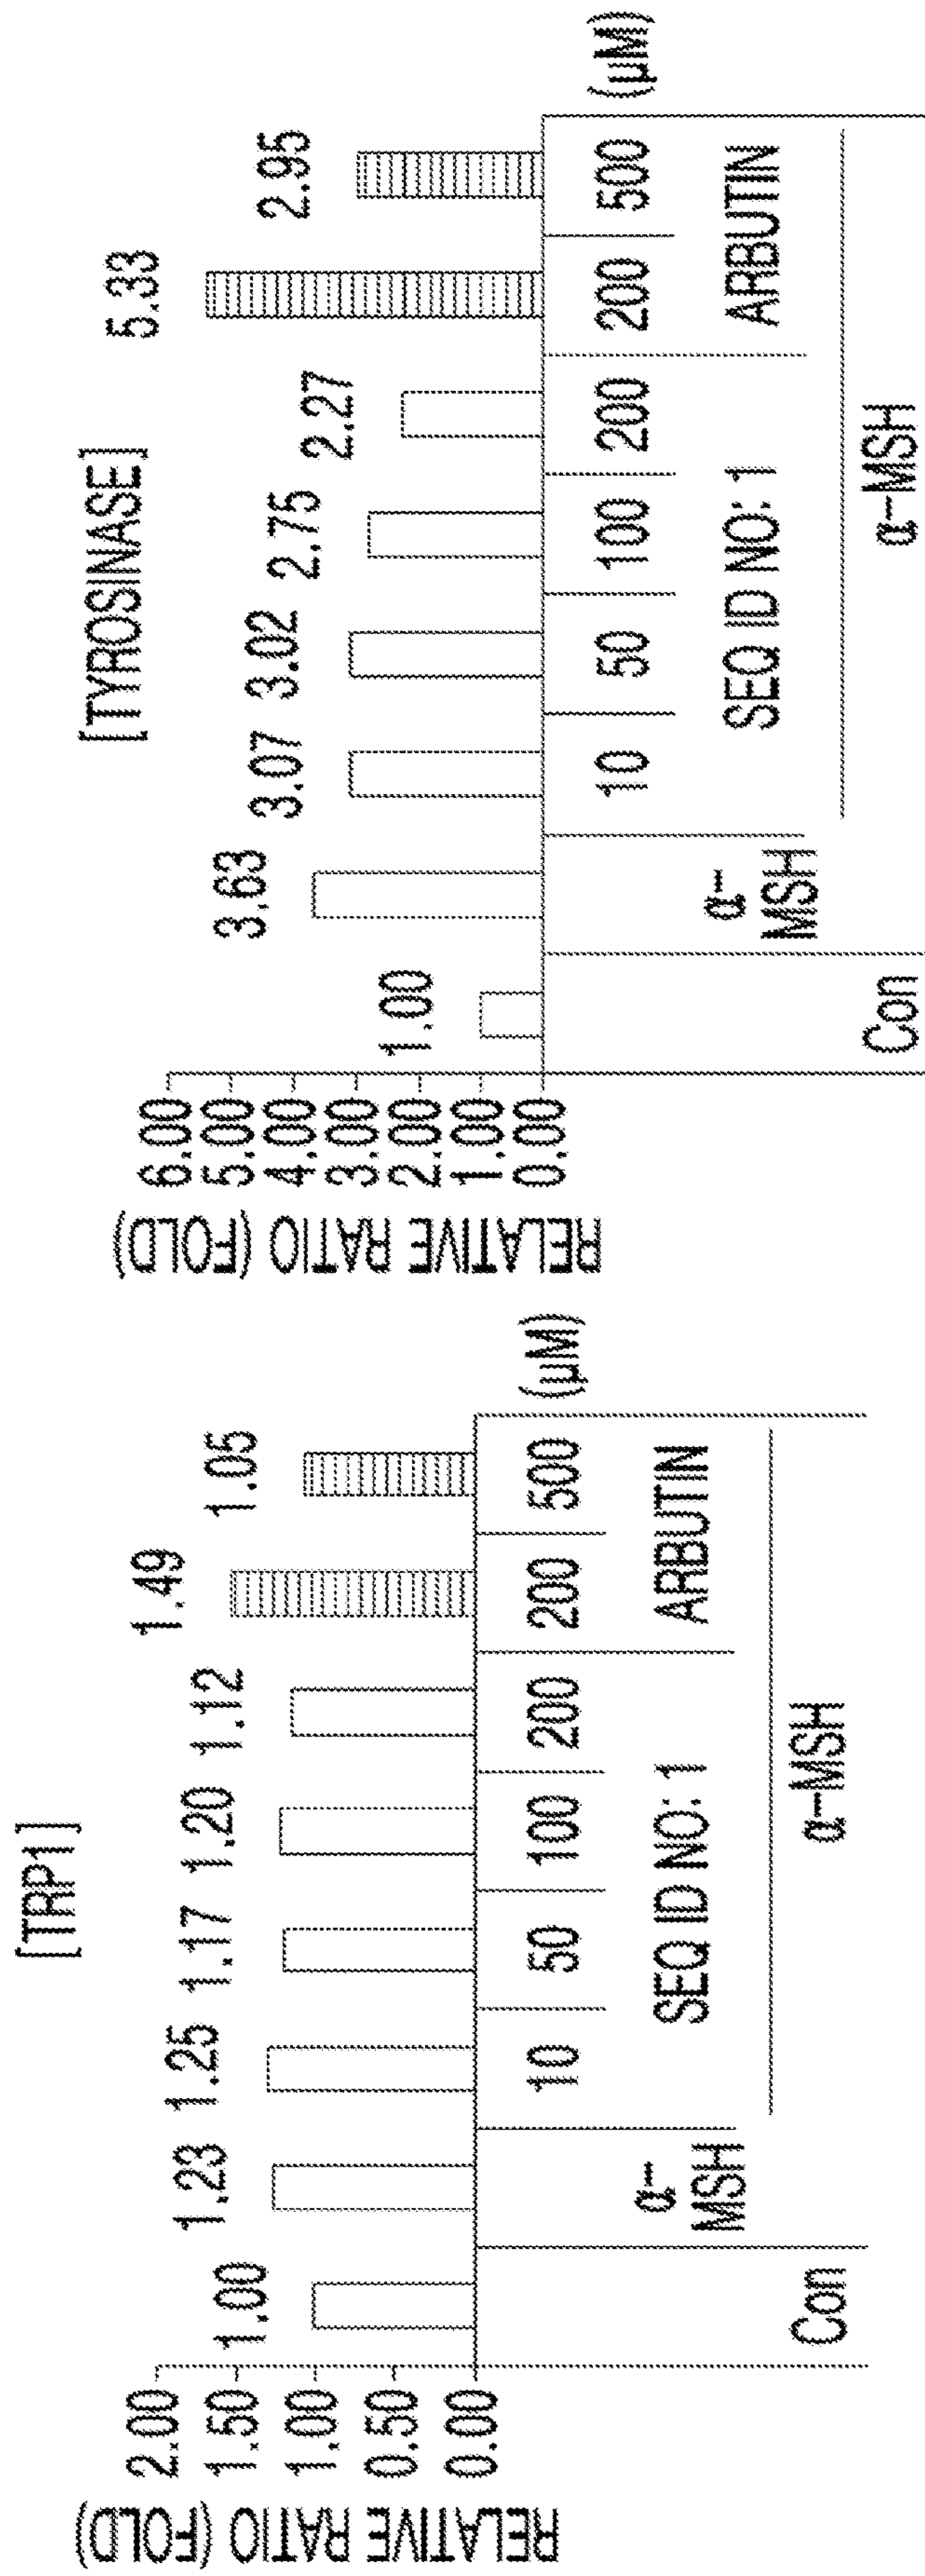 [TRP1]
RELATIVE RATIO (FOLD)
2.00
1.50
1.00
0.50
0.00
1.00
1.23
1.25
1.17
1.20
1.12
1.49
1.05
10 50 100 200 200 500 (μM)
α-
MSH
SEQ ID NO: 1 ARBUTIN
Con α-MSH
[TYROSINASE]
RELATIVE RATIO (FOLD)
6.00
5.00
4.00
3.00
2.00
1.00
0.00
1.00
3.63
3.07
3.02
2.75
2.27
5.33
2.95
10 50 100 200 200 500 (μM)
α-
MSH
SEQ ID NO: 1 ARBUTIN
Con α-MSH